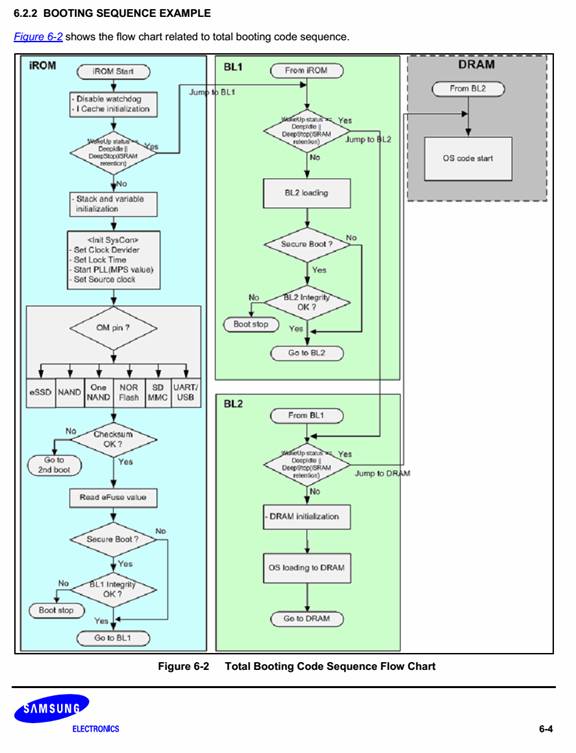 6.2.2 BOOTING SEQUENCE EXAMPLE
Figure 6-2 shows the flow chart related to total booting code sequence.
iROM
iROM Start
- Disable watchdog
- I Cache initialization
WakeUp status ==
DeepIdle ||
DeepStop(ISRAM
retention)
Yes
Jump to BL1
No
- Stack and variable
initialization
<Init SysCon>
- Set Clock Devider
- Set Lock Time
- Start PLL(MPS value)
- Set Source clock
OM pin ?
eSSD
NAND
One
NAND
NOR
Flash
SD
MMC
UART/
USB
Checksum
OK ?
No
Go to
2nd boot
Yes
Read eFuse value
Secure Boot ?
No
Yes
BL1 Integrity
OK ?
No
Boot stop
Yes
Go to BL1
BL1
From iROM
WakeUp status ==
DeepIdle ||
DeepStop(ISRAM
retention)
Yes
Jump to BL2
No
BL2 loading
Secure Boot ?
No
Yes
BL2 Integrity
OK ?
No
Boot stop
Yes
Go to BL2
BL2
From BL1
WakeUp status ==
DeepIdle ||
DeepStop(ISRAM
retention)
Yes
Jump to DRAM
No
- DRAM initialization
OS loading to DRAM
Go to DRAM
DRAM
From BL2
OS code start
Figure 6-2 Total Booting Code Sequence Flow Chart
SAMSUNG
ELECTRONICS
6-4